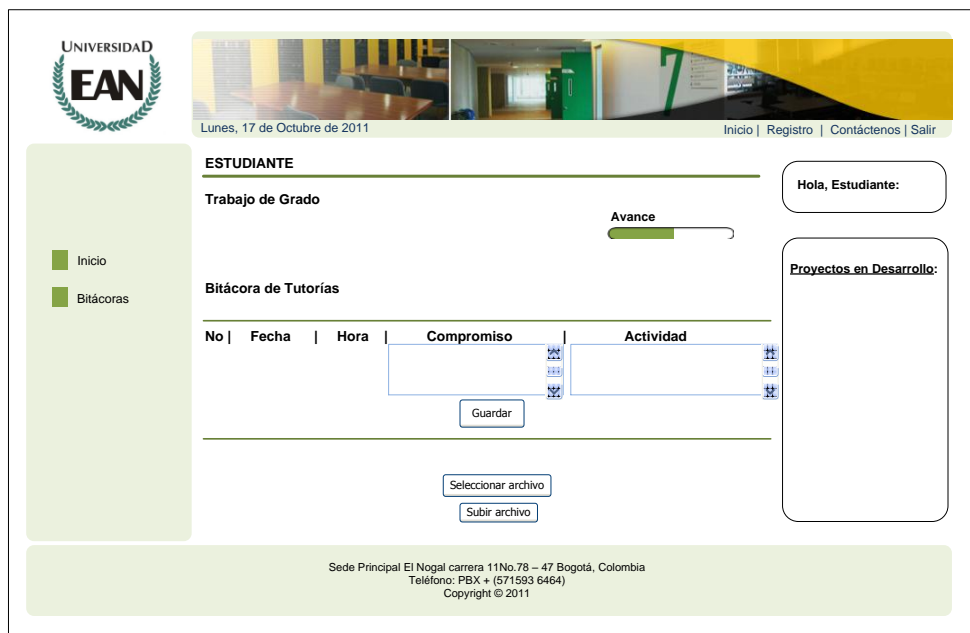 UNIVERSIDAD
EAN
7
Lunes, 17 de Octubre de 2011
Inicio | Registro | Contáctenos | Salir
ESTUDIANTE
Hola, Estudiante:
Trabajo de Grado
Avance
Inicio
Bitácoras
Proyectos en Desarrollo:
Bitácora de Tutorías
No | Fecha | Hora | Compromiso | Actividad
Guardar
Seleccionar archivo
Subir archivo
Sede Principal El Nogal carrera 11No.78 – 47 Bogotá, Colombia
Teléfono: PBX + (571593 6464)
Copyright © 2011